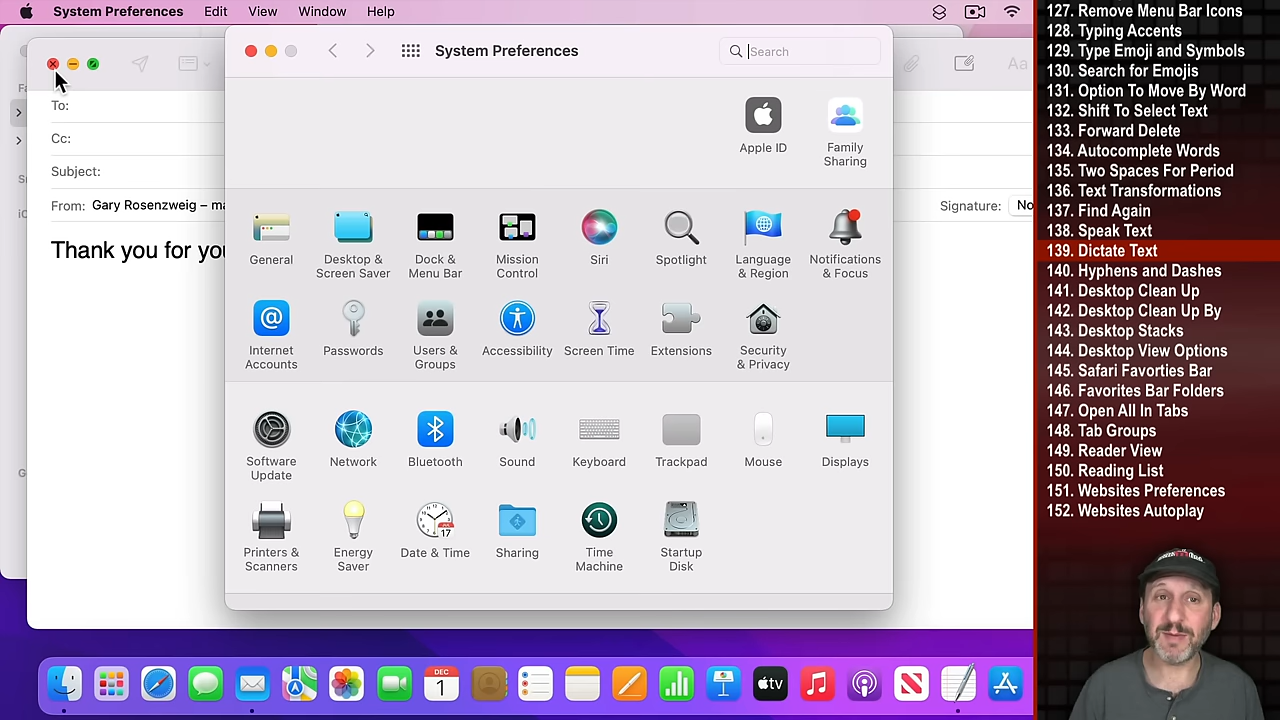 System Preferences Edit View Window Help
System Preferences
Search
To:
Cc:
Subject:
From: Gary Rosenzweig –
Signature:
No
Aa
Thank you for
Apple ID
Family
Sharing
General
Desktop &
Screen Saver
Dock &
Menu Bar
Mission
Control
Siri
Spotlight
Language
& Region
Notifications
& Focus
Internet
Accounts
Passwords
Users &
Groups
Accessibility
Screen Time
Extensions
Security
& Privacy
Software
Update
Network
Bluetooth
Sound
Keyboard
Trackpad
Mouse
Displays
Printers &
Scanners
Energy
Saver
Date & Time
Sharing
Time
Machine
Startup
Disk
JUL
17
DEC
1
tv
127. Remove Menu Bar Icons
128. Typing Accents
129. Type Emoji and Symbols
130. Search for Emojis
131. Option To Move By Word
132. Shift To Select Text
133. Forward Delete
134. Autocomplete Words
135. Two Spaces For Period
136. Text Transformations
137. Find Again
138. Speak Text
139. Dictate Text
140. Hyphens and Dashes
141. Desktop Clean Up
142. Desktop Clean Up By
143. Desktop Stacks
144. Desktop View Options
145. Safari Favorties Bar
146. Favorites Bar Folders
147. Open All In Tabs
148. Tab Groups
149. Reader View
150. Reading List
151. Websites Preferences
152. Websites Autoplay